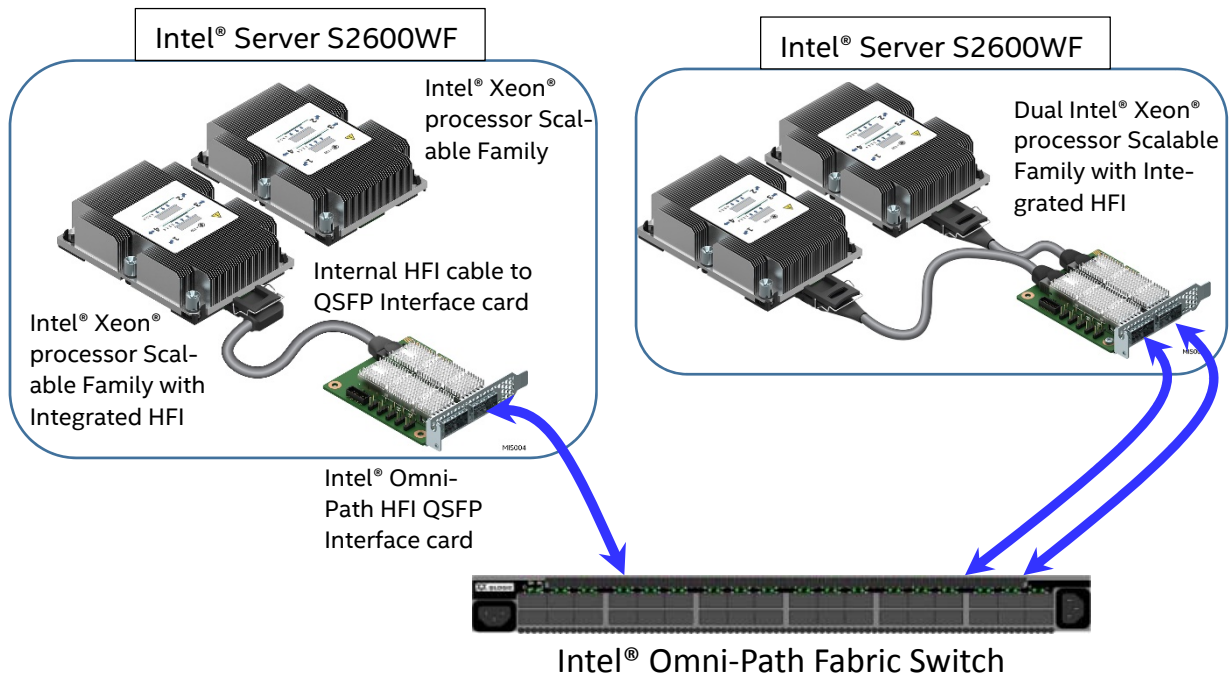 Intel® Server S2600WF
Intel® Xeon®
processor Scal-
able Family
Internal HFI cable to
QSFP Interface card
Intel® Xeon®
processor Scal-
able Family with
Integrated HFI
MIS004
Intel® Omni-
Path HFI QSFP
Interface card
Intel® Server S2600WF
Dual Intel® Xeon®
processor Scalable
Family with Inte-
grated HFI
QLOGIC
Intel® Omni-Path Fabric Switch